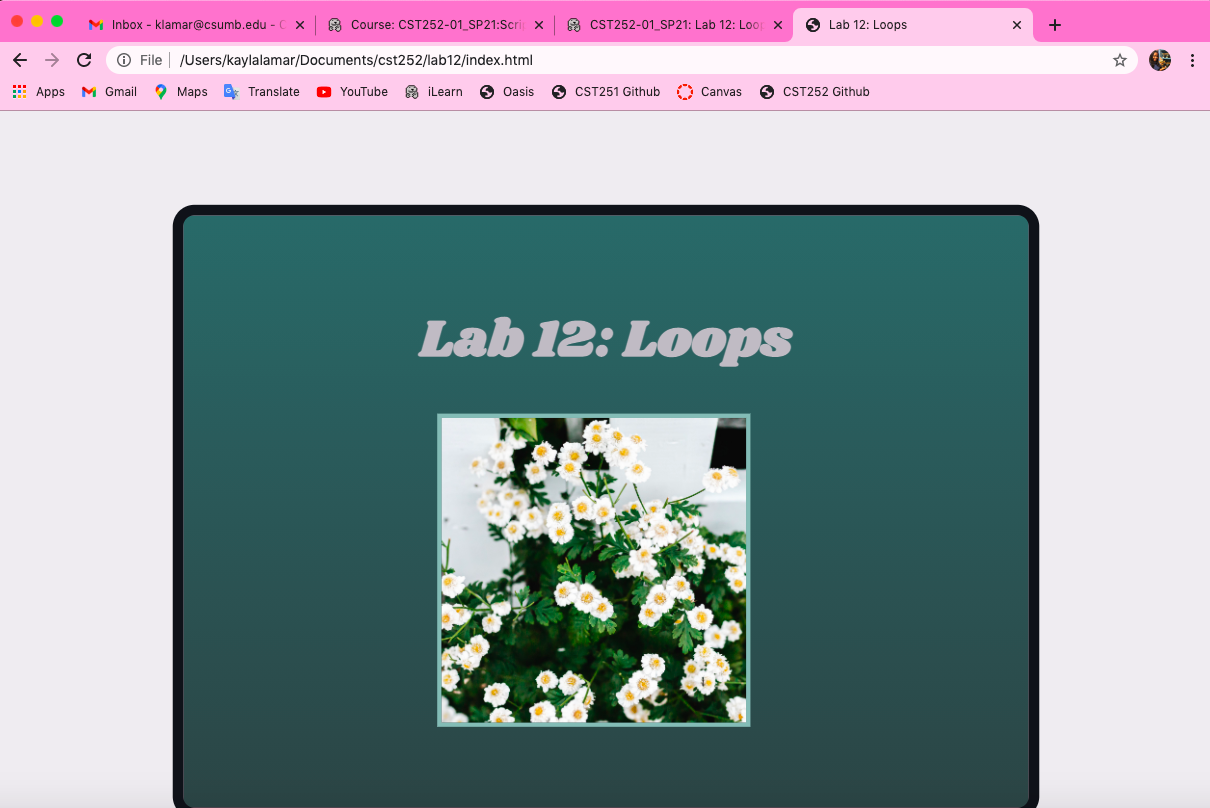 Inbox - klamar@csumb.edu - C
Course: CST252-01_SP21:Scri
CST252-01_SP21: Lab 12: Loop
Lab 12: Loops
File
/Users/kaylalamar/Documents/cst252/lab12/index.html
Apps
Gmail
Maps
Translate
YouTube
iLearn
Oasis
CST251 Github
Canvas
CST252 Github
Lab 12: Loops